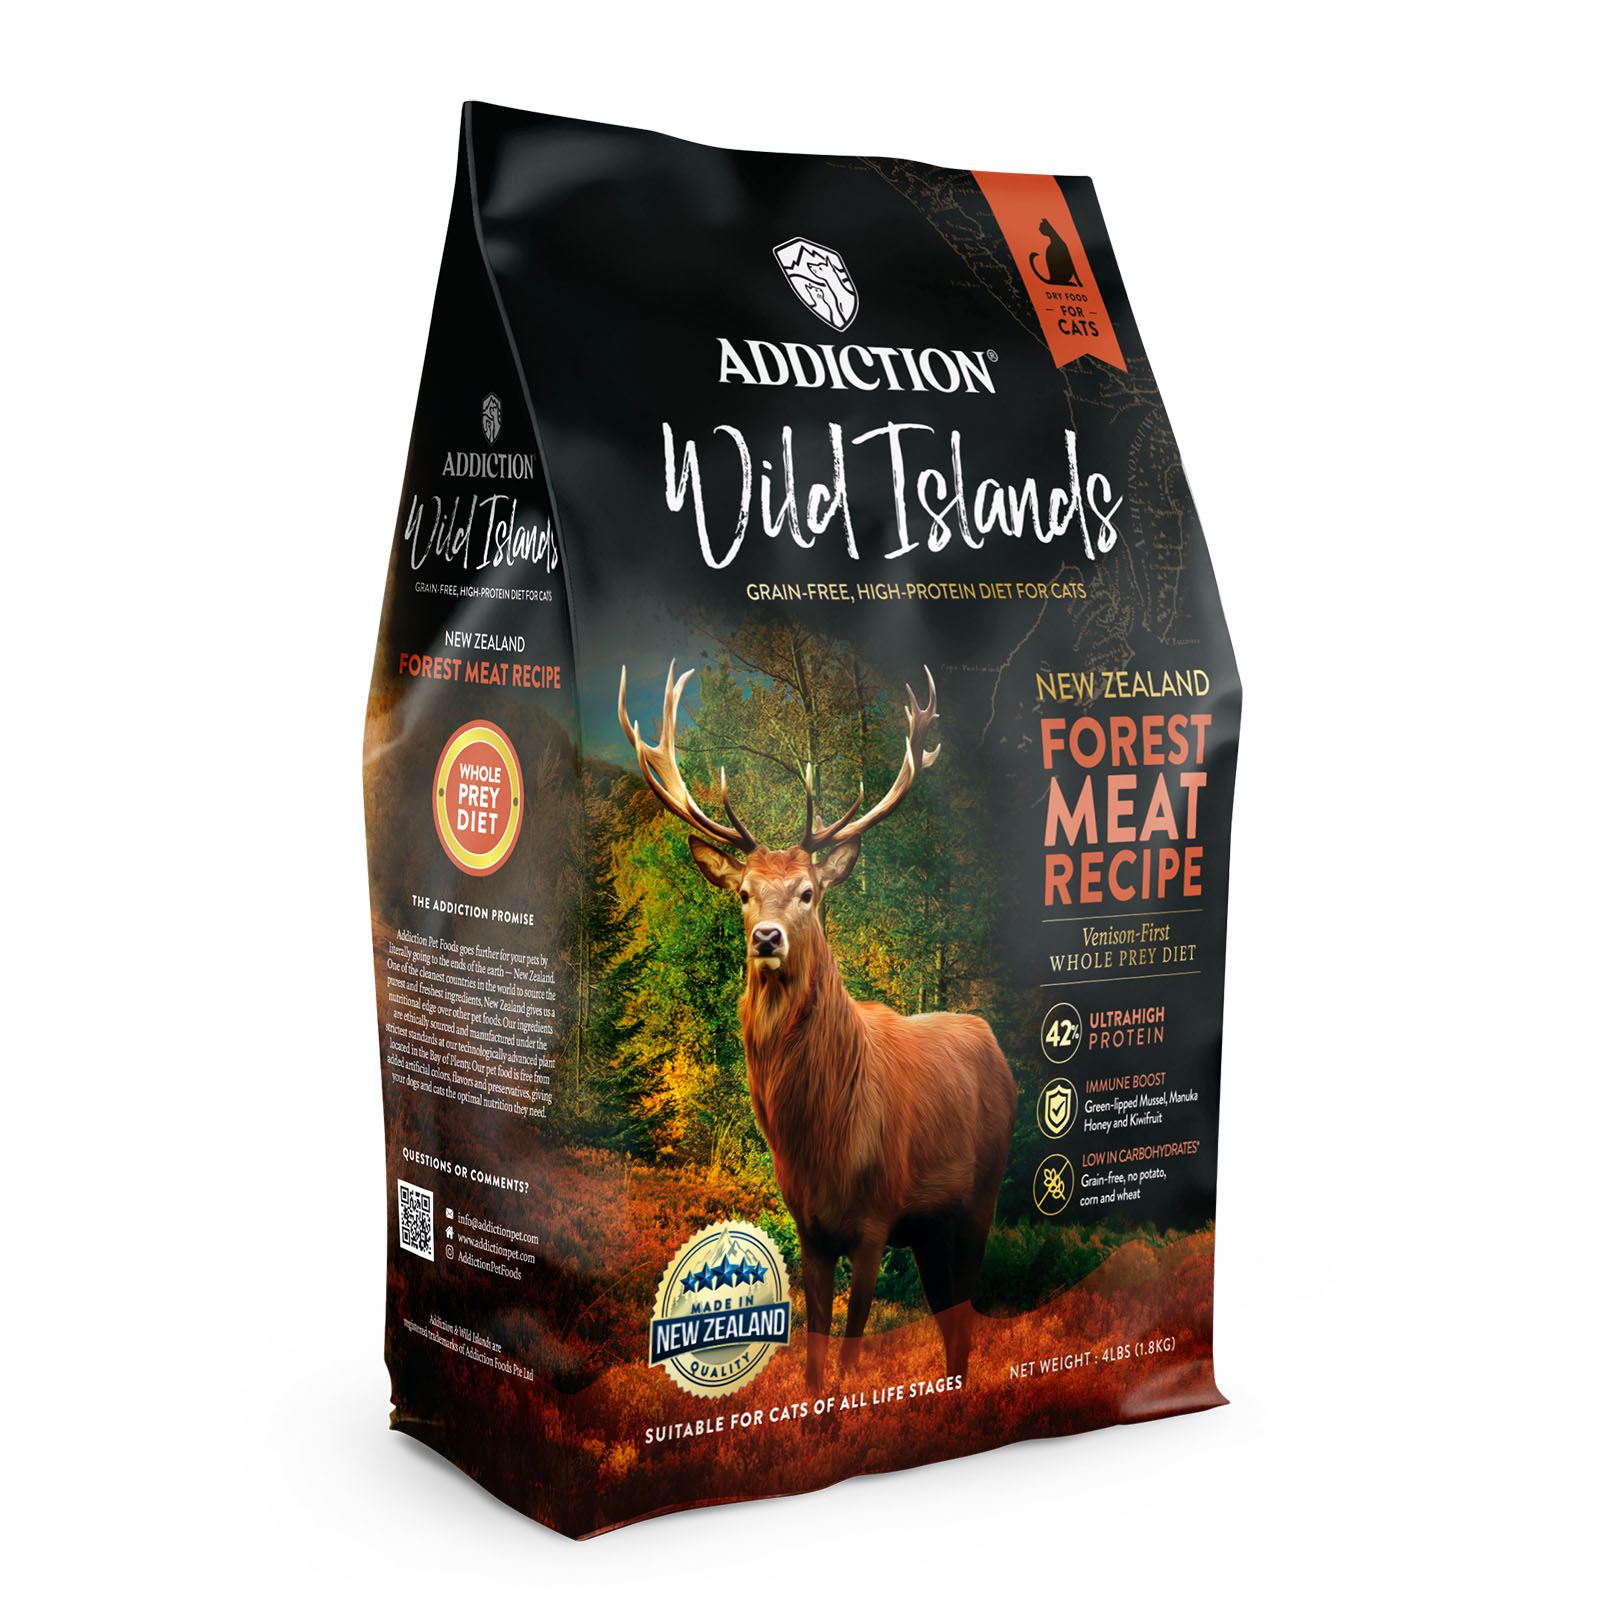 DRY FOOD
— FOR —
CATS
ADDICTION®
Wild Islands
GRAIN-FREE, HIGH-PROTEIN DIET FOR CATS
NEW ZEALAND
FOREST
MEAT
RECIPE
Venison-First
WHOLE PREY DIET
42% ULTRAHIGH
PROTEIN
IMMUNE BOOST
Green-lipped Mussel, Manuka
Honey and Kiwifruit
LOW IN CARBOHYDRATES*
Grain-free, no potato,
corn and wheat
MADE IN
NEW ZEALAND
QUALITY
SUITABLE FOR CATS OF ALL LIFE STAGES
NET WEIGHT : 4LBS (1.8KG)
ADDICTION
Wild Islands
GRAIN-FREE, HIGH-PROTEIN DIET FOR CATS
NEW ZEALAND
FOREST MEAT RECIPE
WHOLE
PREY
DIET
THE ADDICTION PROMISE
Addiction Pet Foods goes further for your pets by
literally going to the ends of the earth — New Zealand.
One of the cleanest countries in the world to source the
purest and freshest ingredients, New Zealand gives us a
nutritional edge over other pet foods. Our ingredients
are ethically sourced and manufactured under the
strictest standards at our technologically advanced plant
located in the Bay of Plenty. Our pet food is free from
added artificial colors, flavors and preservatives, giving
your dogs and cats the optimal nutrition they need.
QUESTIONS OR COMMENTS?
info@addictionpet.com
www.addictionpet.com
AddictionPetFoods
Addiction & Wild Islands are
registered trademarks of Addiction Foods Pte Ltd